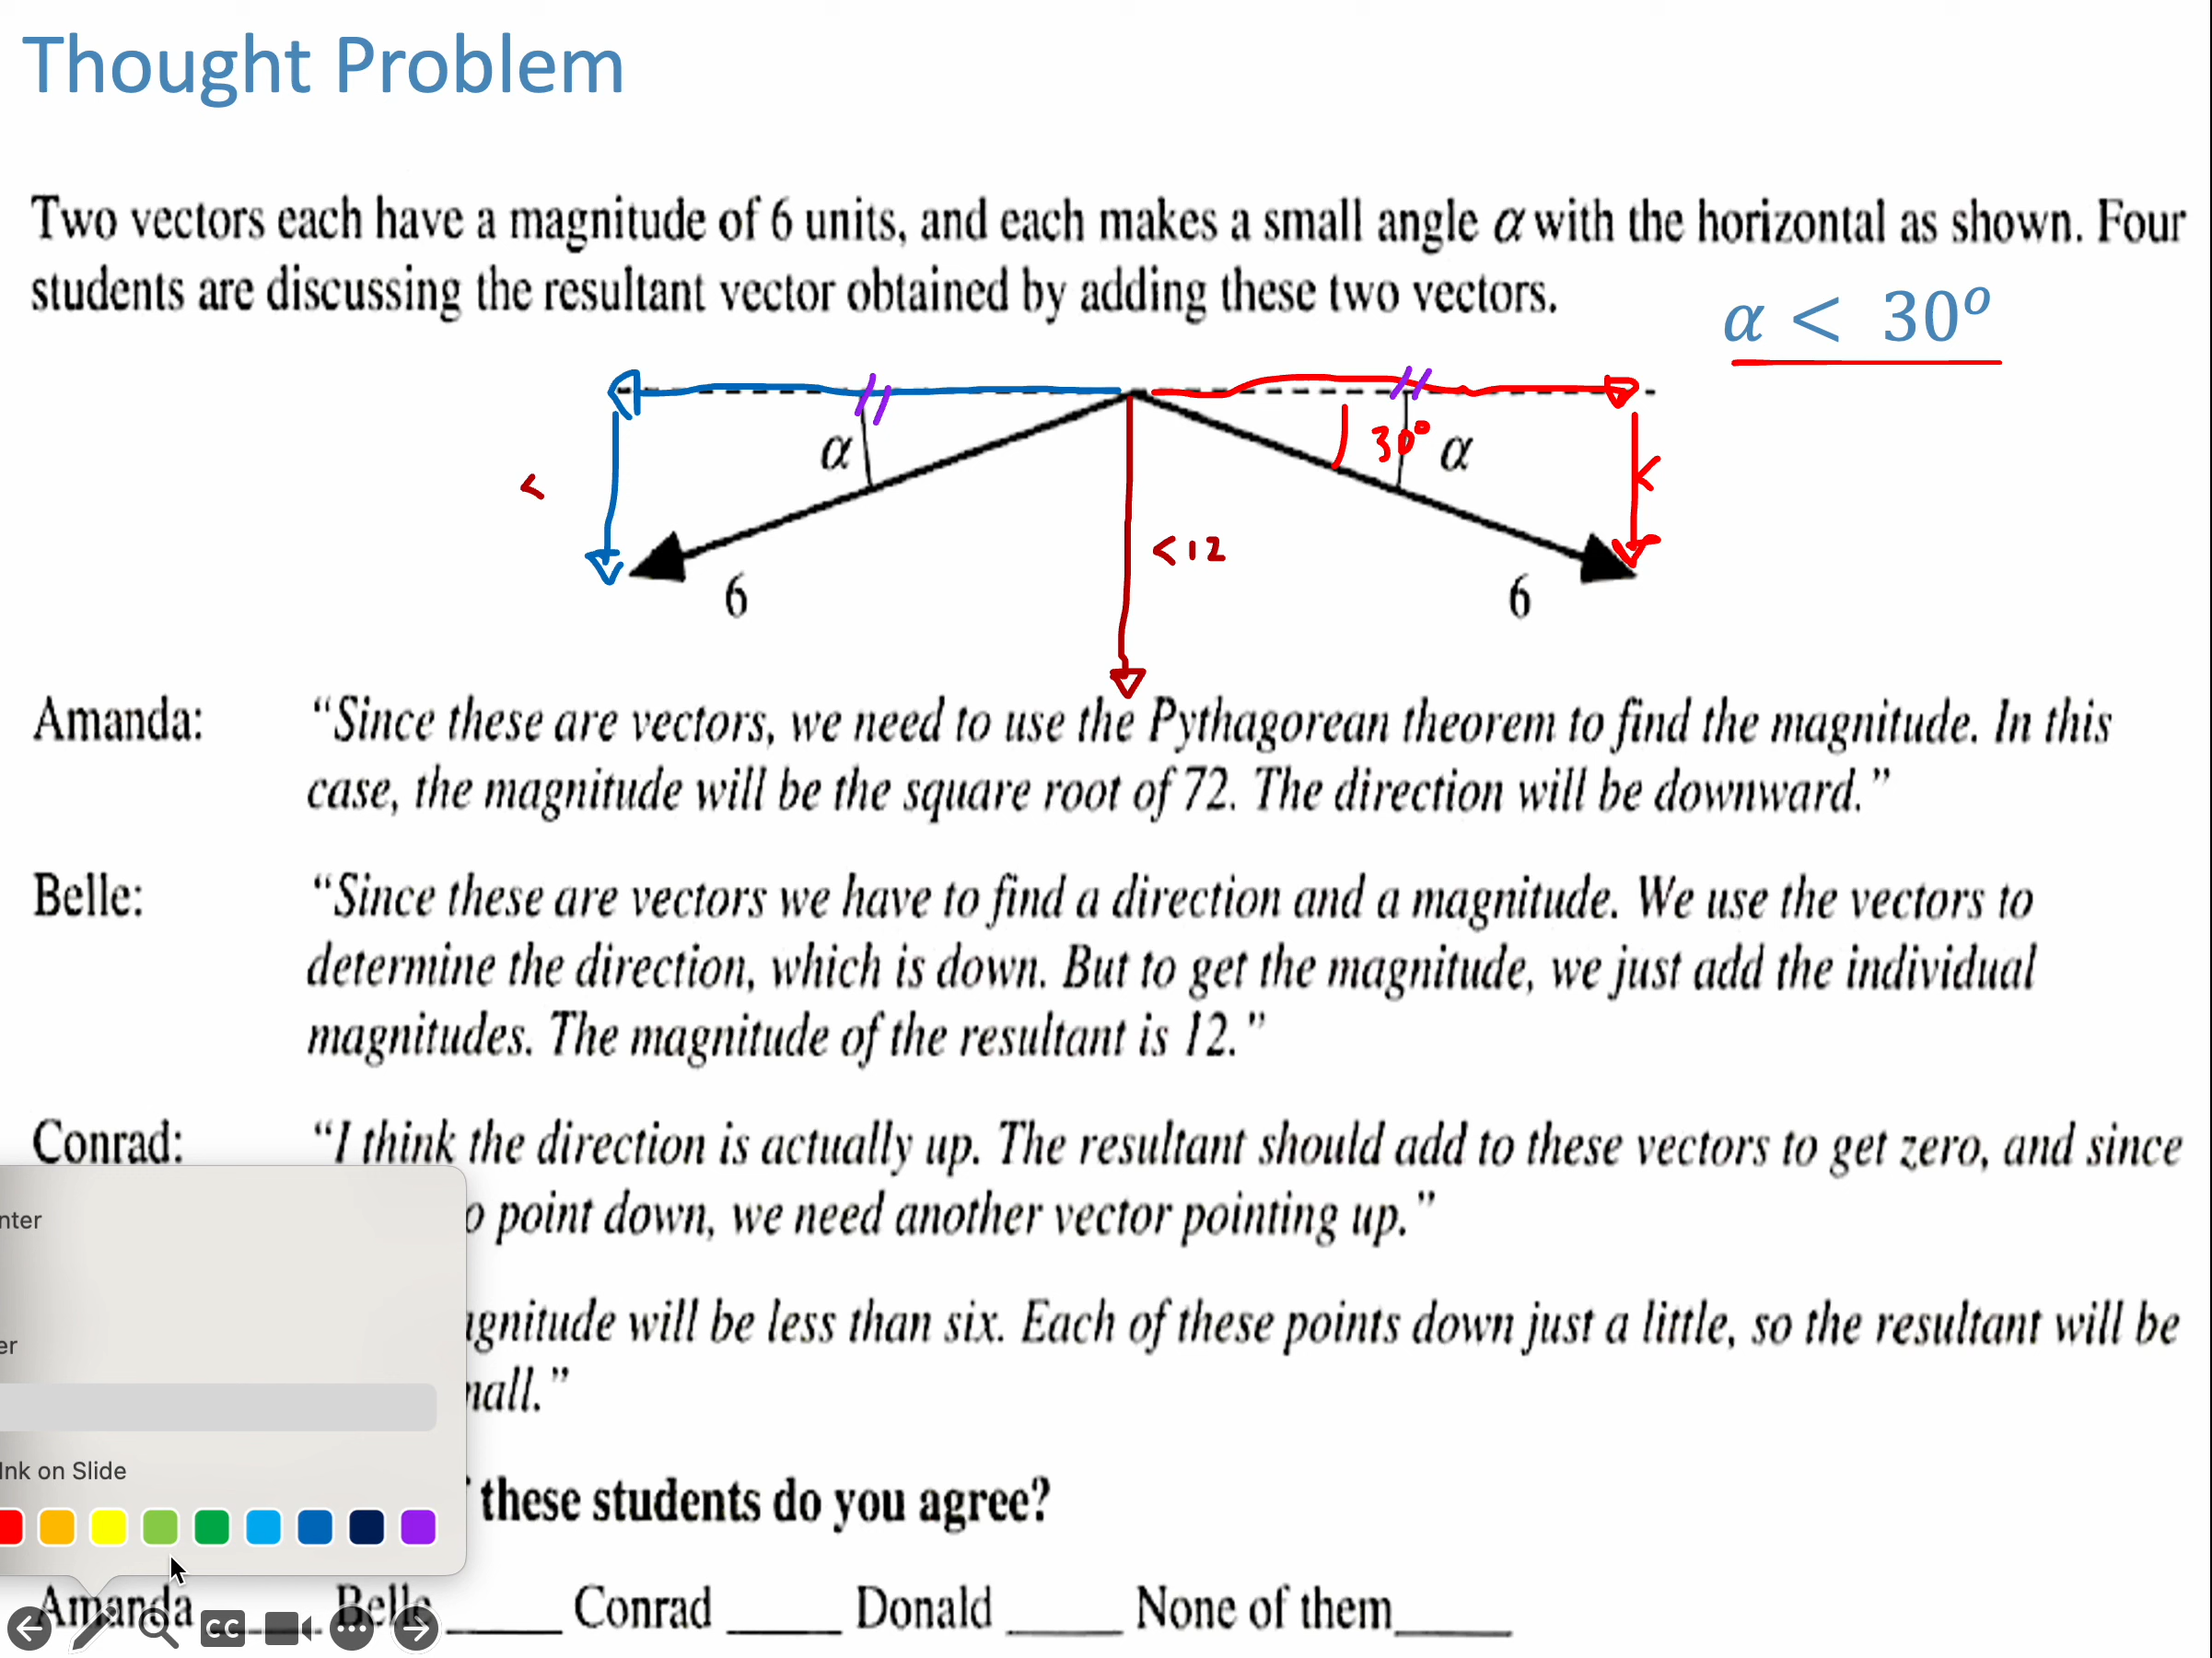 Thought Problem
Two vectors each have a magnitude of 6 units, and each makes a small angle α with the horizontal as shown. Four
students are discussing the resultant vector obtained by adding these two vectors.
α < 30°
α
30°
α
<
<
<12
6
6
Amanda: “Since these are vectors, we need to use the Pythagorean theorem to find the magnitude. In this
case, the magnitude will be the square root of 72. The direction will be downward.”
Belle: “Since these are vectors we have to find a direction and a magnitude. We use the vectors to
determine the direction, which is down. But to get the magnitude, we just add the individual
magnitudes. The magnitude of the resultant is 12.”
Conrad: “I think the direction is actually up. The resultant should add to these vectors to get zero, and since
point down, we need another vector pointing up.”
nter
gnitude will be less than six. Each of these points down just a little, so the resultant will be
er
mall.”
Ink on Slide
these students do you agree?
Amanda _____ Belle _____ Conrad _____ Donald _____ None of them_____
CC